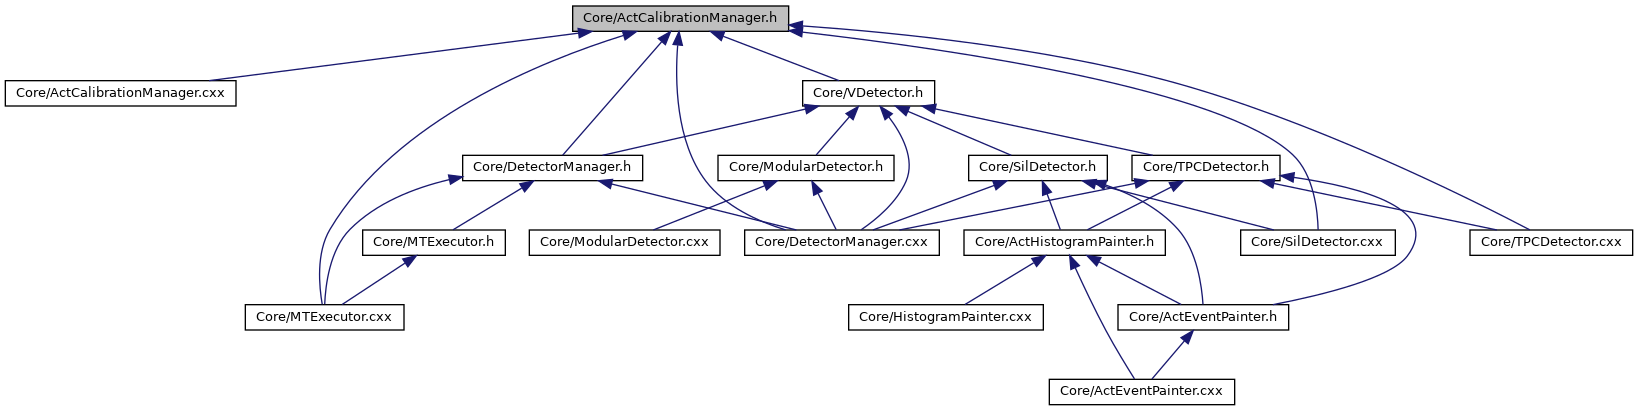 Core/ActCalibrationManager.h
Core/ActCalibrationManager.cxx
Core/VDetector.h
Core/DetectorManager.h
Core/ModularDetector.h
Core/SilDetector.h
Core/TPCDetector.h
Core/MTExecutor.h
Core/ModularDetector.cxx
Core/DetectorManager.cxx
Core/ActHistogramPainter.h
Core/SilDetector.cxx
Core/TPCDetector.cxx
Core/MTExecutor.cxx
Core/HistogramPainter.cxx
Core/ActEventPainter.h
Core/ActEventPainter.cxx